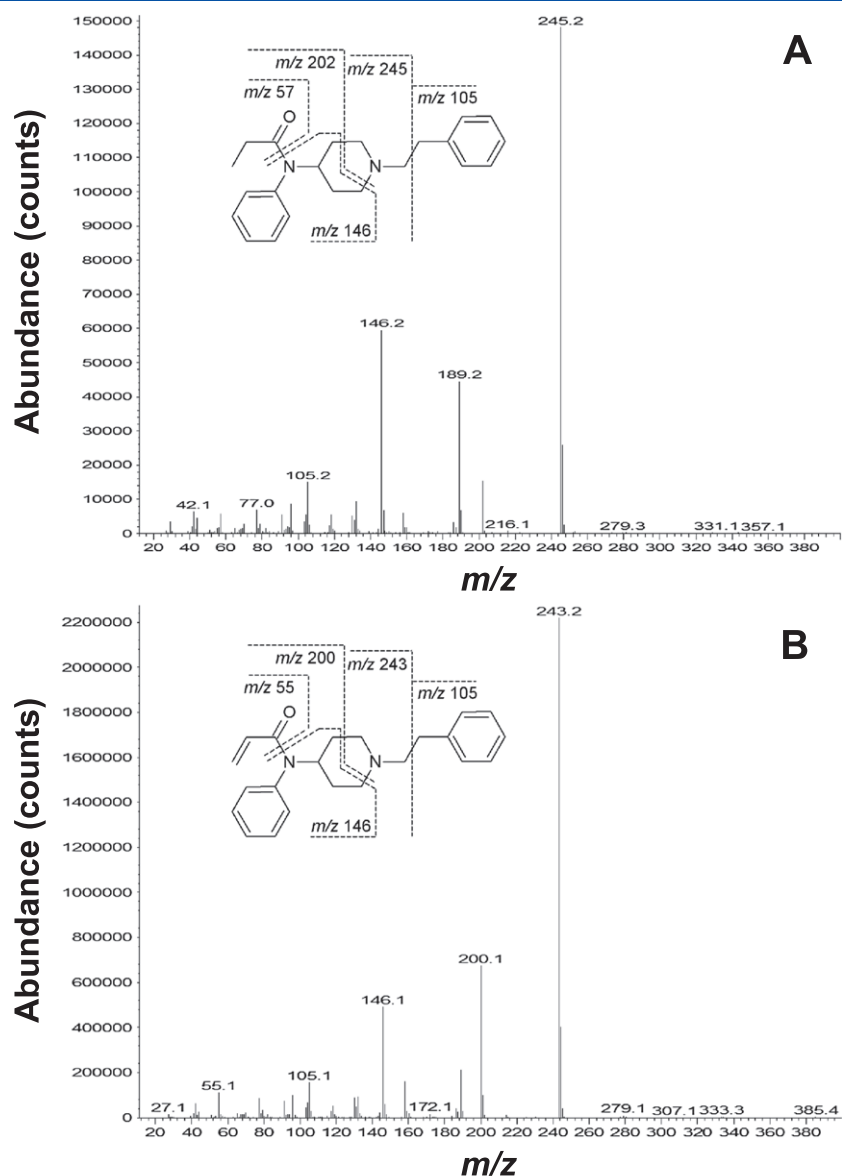 A
Abundance (counts)
150000
140000
130000
120000
110000
100000
90000
80000
70000
60000
50000
40000
30000
20000
10000
0
m/z 202
m/z 245
m/z 57
m/z 105
O
N
N
m/z 146
245.2
146.2
189.2
105.2
42.1
77.0
216.1
279.3
331.1
357.1
20 40 60 80 100 120 140 160 180 200 220 240 260 280 300 320 340 360 380
m/z
B
Abundance (counts)
2200000
2000000
1800000
1600000
1400000
1200000
1000000
800000
600000
400000
200000
0
m/z 200
m/z 243
m/z 55
m/z 105
O
N
N
m/z 146
243.2
200.1
146.1
105.1
55.1
27.1
172.1
279.1
307.1
333.3
385.4
20 40 60 80 100 120 140 160 180 200 220 240 260 280 300 320 340 360 380
m/z